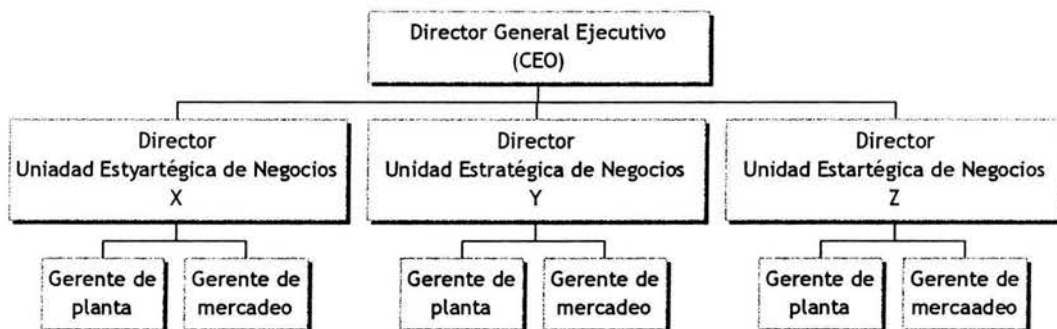 Director General Ejecutivo
(CEO)
Director
Uniadad Estyartégica de Negocios
X
Director
Unidad Estratégica de Negocios
Y
Director
Unidad Estartégica de Negocios
Z
Gerente de
planta
Gerente de
mercadeo
Gerente de
planta
Gerente de
mercadeo
Gerente de
planta
Gerente de
mercaadeo